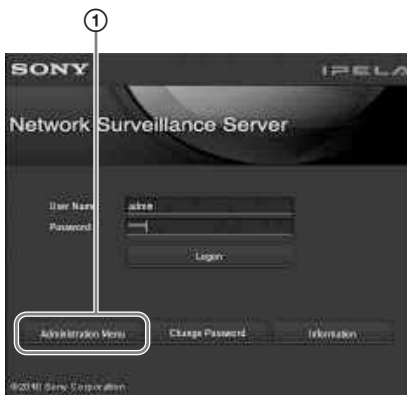 1
SONY IPELA
Network Surveillance Server
User Name admin
Password
Logon
Administration Menu Change Password Information
©2010 Sony Corporation